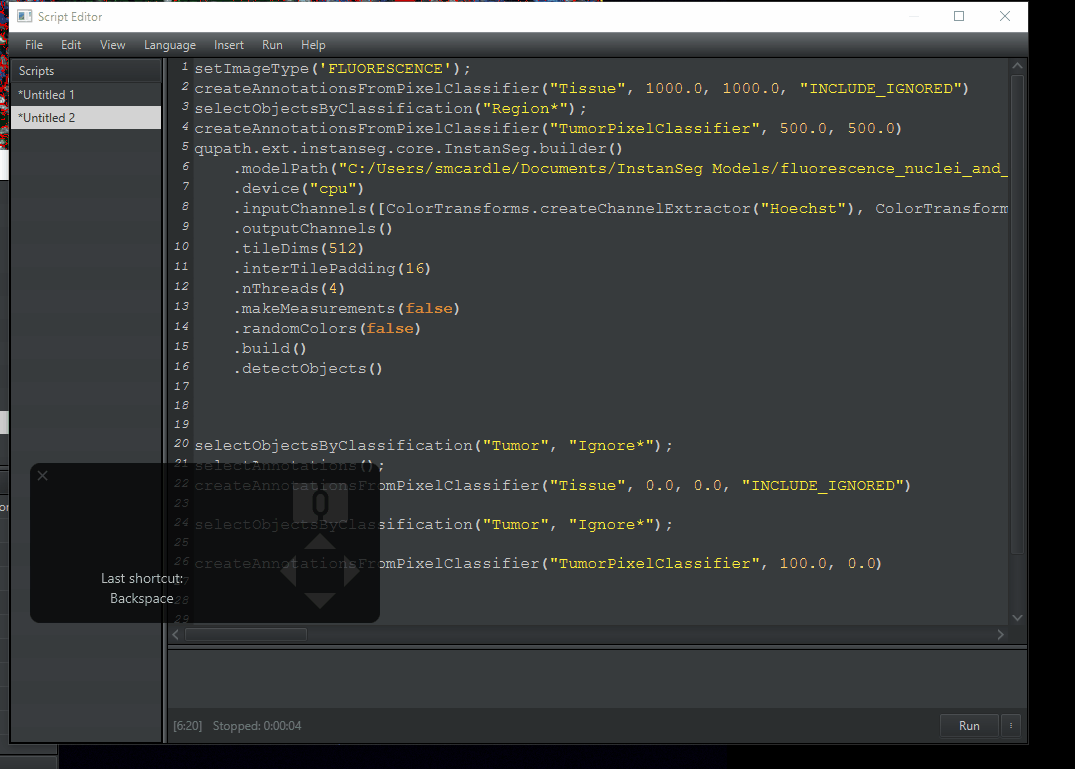 Script Editor
File Edit View Language Insert Run Help
Scripts
*Untitled 1
*Untitled 2
1 setImageType('FLUORESCENCE');
2 createAnnotationsFromPixelClassifier("Tissue", 1000.0, 1000.0, "INCLUDE_IGNORED")
3 selectObjectsByClassification("Region*");
4 createAnnotationsFromPixelClassifier("TumorPixelClassifier", 500.0, 500.0)
5 qupath.ext.instanseg.core.InstanSeg.builder()
6 .modelPath("C:/Users/smcardle/Documents/InstanSeg Models/fluorescence_nuclei_and_
7 .device("cpu")
8 .inputChannels([ColorTransforms.createChannelExtractor("Hoechst"), ColorTransform
9 .outputChannels()
10 .tileDims(512)
11 .interTilePadding(16)
12 .nThreads(4)
13 .makeMeasurements(false)
14 .randomColors(false)
15 .build()
16 .detectObjects()
17
18
19
20 selectObjectsByClassification("Tumor", "Ignore*");
21 selectAnnotations();
22 createAnnotationsFromPixelClassifier("Tissue", 0.0, 0.0, "INCLUDE_IGNORED")
23
24 selectObjectsByClassification("Tumor", "Ignore*");
25
26 createAnnotationsFromPixelClassifier("TumorPixelClassifier", 100.0, 0.0)
28
29
Last shortcut:
Backspace
[6:20] Stopped: 0:00:04
Run